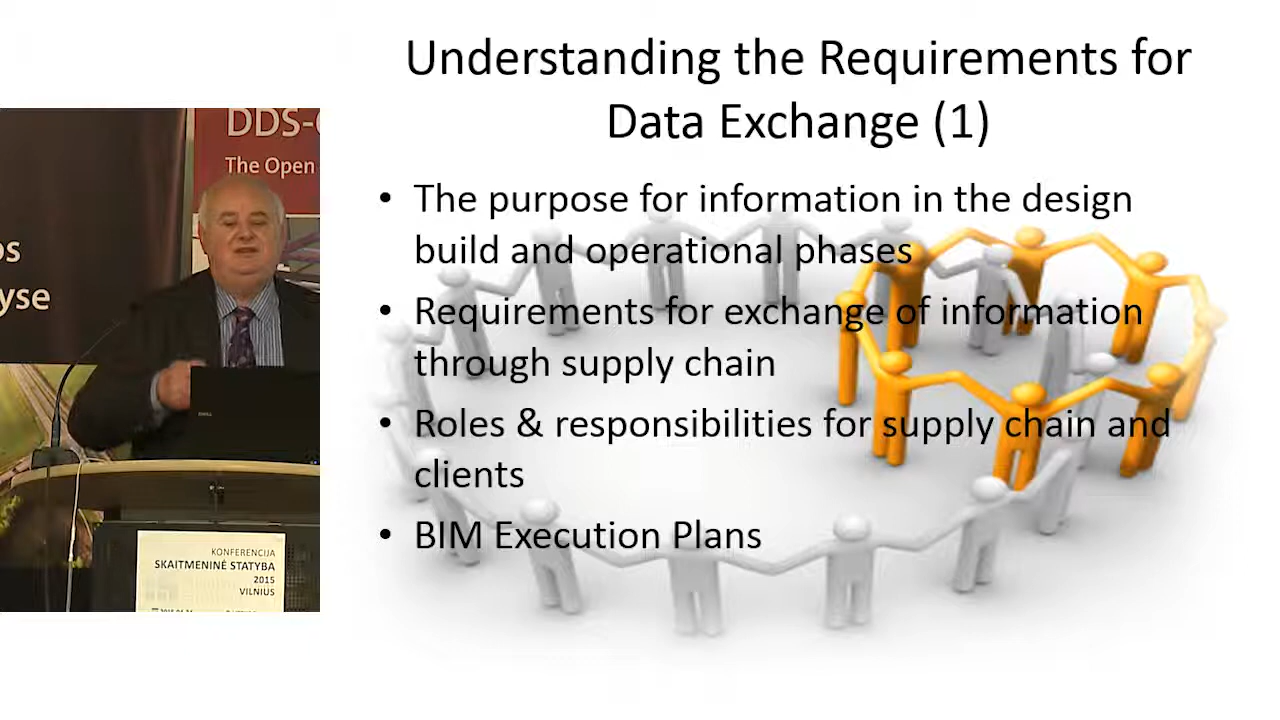 Understanding the Requirements for
Data Exchange (1)
• The purpose for information in the design
build and operational phases
• Requirements for exchange of information
through supply chain
• Roles & responsibilities for supply chain and
clients
• BIM Execution Plans
DDS-
The Open
os
yse
DELL
KONFERENCIJA
SKAITMENINĖ STATYBA
2015
VILNIUS